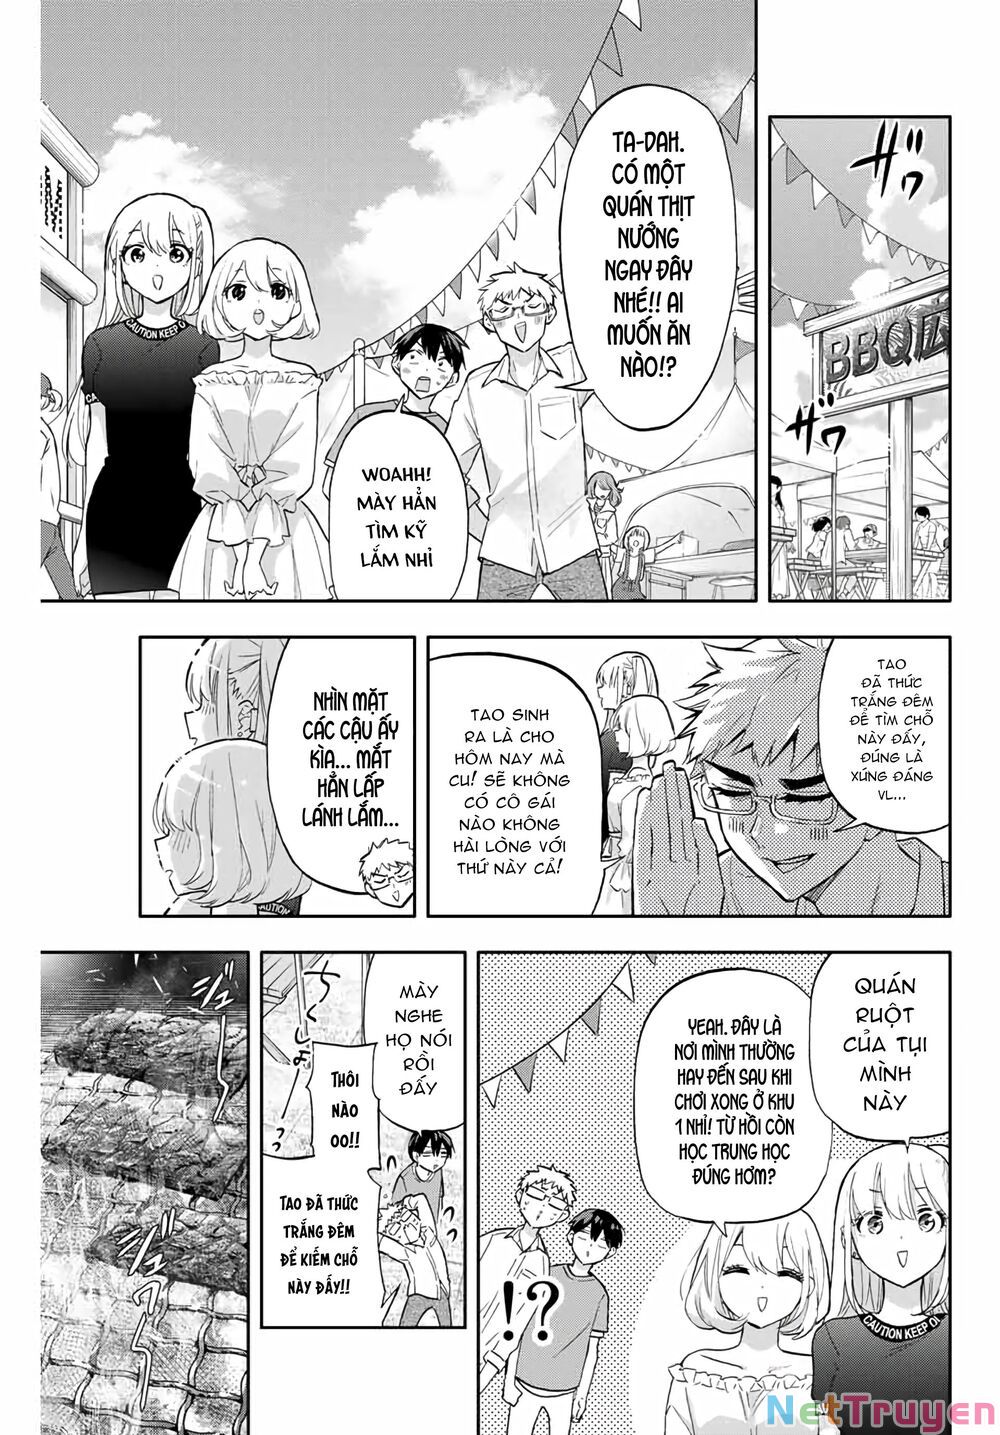 ザワ
ザワ
BBQ
TA-DAH.
CÓ MỘT
QUÁN THỊT
NƯỚNG
NGAY ĐÂY
NHÉ!! AI
MUỐN ĂN
NÀO!?
WOAHH!
MÀY HẲN
TÌM KỸ
LẮM NHỈ
CAUTION KEEP O
CA
TAO
ĐÃ THỨC
TRẮNG ĐÊM
ĐỂ TÌM CHỖ
NÀY ĐẤY,
ĐÚNG LÀ
XỨNG ĐÁNG
VL...
TAO SINH
RA LÀ CHO
HÔM NAY MÀ
CU! SẼ KHÔNG
CÓ CÔ GÁI
NÀO KHÔNG
HÀI LÒNG VỚI
THỨ NÀY CẢ!
NHÌN MẶT
CÁC CẬU ẤY
KÌA... MẮT
HẲN LẤP
LÁNH LẮM...
AUTION
QUÁN
RUỘT
CỦA TỤI
MÌNH
NÀY
YEAH. ĐÂY LÀ
NƠI MÌNH THƯỜNG
HAY ĐẾN SAU KHI
CHƠI XONG Ở KHU
1 NHỈ! TỪ HỒI CÒN
HỌC TRUNG HỌC
ĐÚNG HƠM?
!?
CAUTION KEEP OU
MÀY
NGHE
HỌ NÓI
RỒI
ĐẤY
THÔI
NÀO
OO!!
TAO ĐÃ THỨC
TRẮNG ĐÊM
ĐỂ KIẾM CHỖ
NÀY ĐẤY!!
NetTruyen